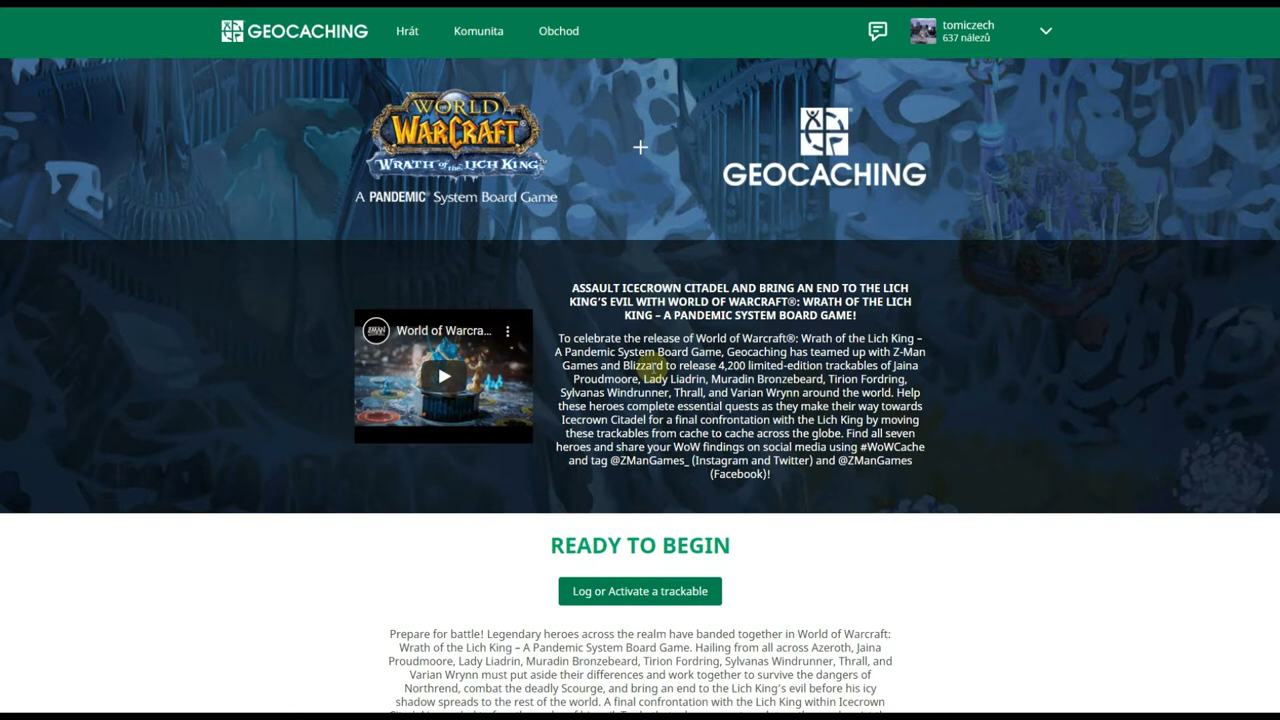 GEOCACHING
Hrát
Komunita
Obchod
tomiczech
637 nálezů
WORLD
OF
WARCRAFT®
WRATH of the LICH KING™
A PANDEMIC® System Board Game
+
GEOCACHING
World of Warcra...
ASSAULT ICECROWN CITADEL AND BRING AN END TO THE LICH
KING'S EVIL WITH WORLD OF WARCRAFT®: WRATH OF THE LICH
KING – A PANDEMIC SYSTEM BOARD GAME!
To celebrate the release of World of Warcraft®: Wrath of the Lich King –
A Pandemic System Board Game, Geocaching has teamed up with Z-Man
Games and Blizzard to release 4,200 limited-edition trackables of Jaina
Proudmoore, Lady Liadrin, Muradin Bronzebeard, Tirion Fordring,
Sylvanas Windrunner, Thrall, and Varian Wrynn around the world. Help
these heroes complete essential quests as they make their way towards
Icecrown Citadel for a final confrontation with the Lich King by moving
these trackables from cache to cache across the globe. Find all seven
heroes and share your WoW findings on social media using #WoWCache
and tag @ZManGames_ (Instagram and Twitter) and @ZManGames
(Facebook)!
READY TO BEGIN
Log or Activate a trackable
Prepare for battle! Legendary heroes across the realm have banded together in World of Warcraft:
Wrath of the Lich King – A Pandemic System Board Game. Hailing from all across Azeroth, Jaina
Proudmoore, Lady Liadrin, Muradin Bronzebeard, Tirion Fordring, Sylvanas Windrunner, Thrall, and
Varian Wrynn must put aside their differences and work together to survive the dangers of
Northrend, combat the deadly Scourge, and bring an end to the Lich King's evil before his icy
shadow spreads to the rest of the world. A final confrontation with the Lich King within Icecrown